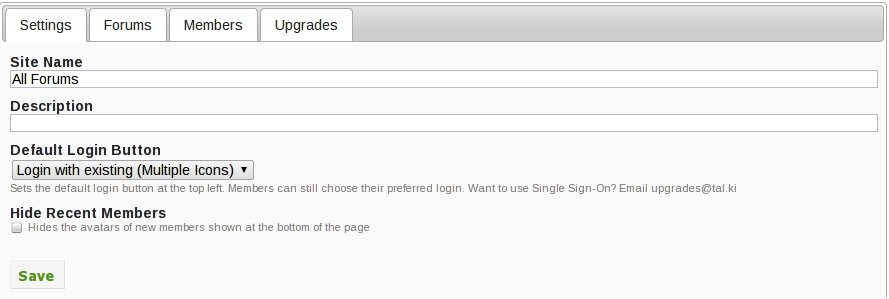 Settings Forums Members Upgrades
Site Name
All Forums
Description
Default Login Button
Login with existing (Multiple Icons)
Sets the default login button at the top left. Members can still choose their preferred login. Want to use Single Sign-On? Email upgrades@tal.ki
Hide Recent Members
Hides the avatars of new members shown at the bottom of the page
Save